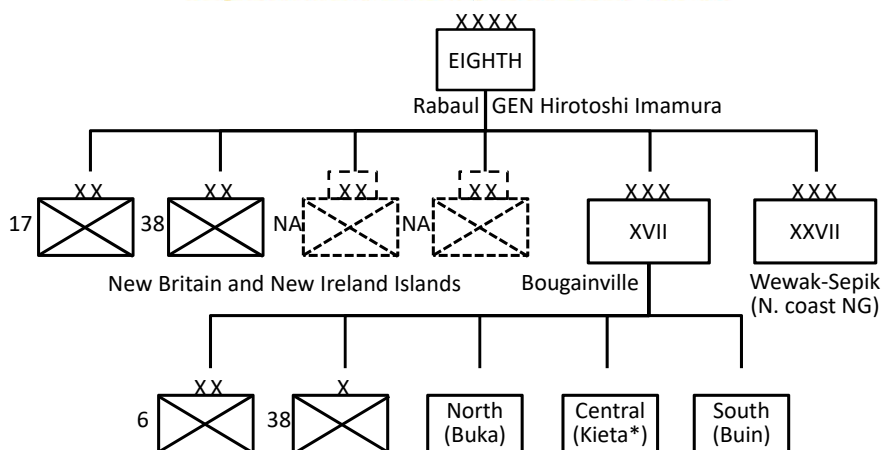 XXXX
EIGHTH
Rabaul GEN Hirotoshi Imamura
XX XX XX XX XXX XXX
17 38 NA NA XVII XXVII
New Britain and New Ireland Islands Bougainville Wewak-Sepik
(N. coast NG)
XX X
6 38 North Central South
(Buka) (Kieta*) (Buin)